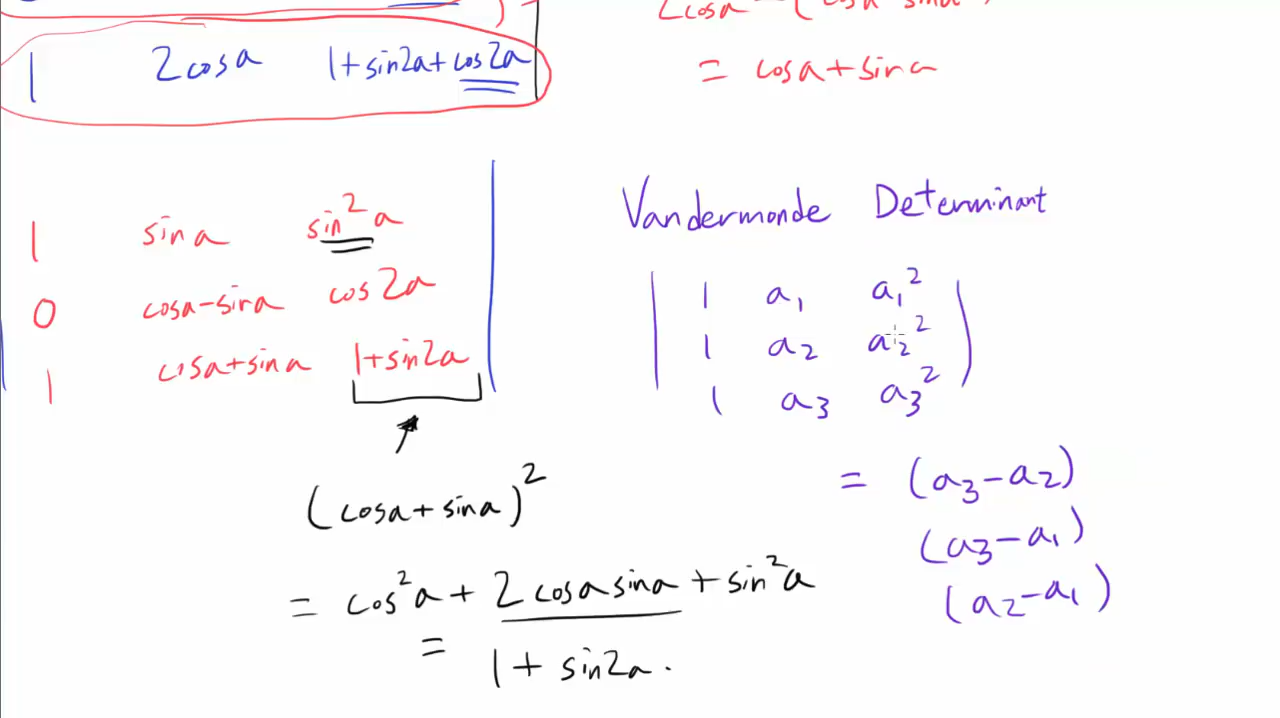 1 2cosa 1+sin2a+cos2a
= cosa+sina
1 sina sin²a
0 cosa-sina cos2a
1 cosa+sina 1+sin2a
(cosa+sina)²
= cos²a + 2cosasina + sin²a
= 1 + sin2a.
Vandermonde Determinant
1 a₁ a₁²
1 a₂ a₂²
1 a₃ a₃²
= (a₃-a₂)
(a₃-a₁)
(a₂-a₁)